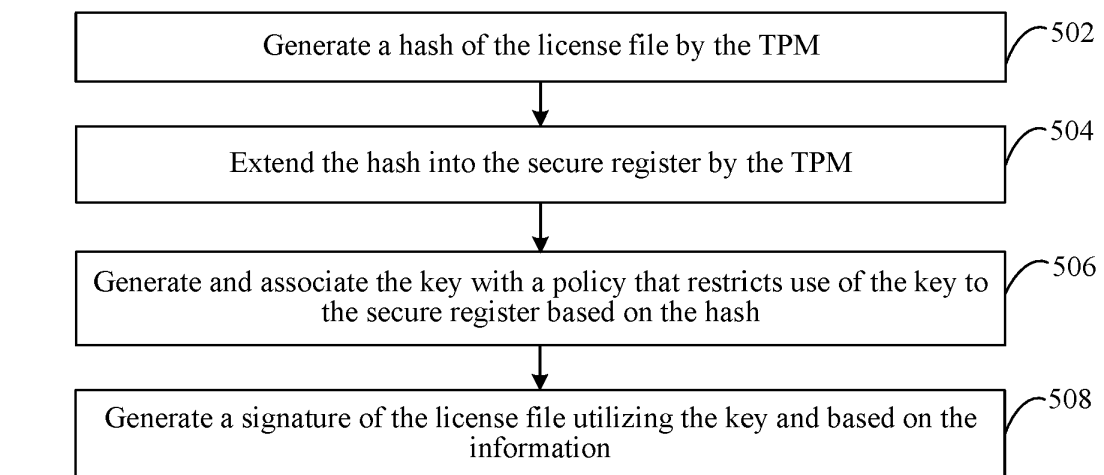 Generate a hash of the license file by the TPM
502
Extend the hash into the secure register by the TPM
504
Generate and associate the key with a policy that restricts use of the key to
the secure register based on the hash
506
Generate a signature of the license file utilizing the key and based on the
information
508